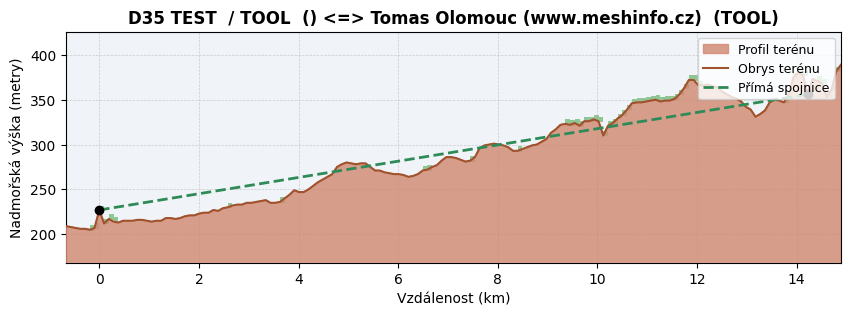 D35 TEST  / TOOL  () <=> Tomas Olomouc (www.meshinfo.cz)  (TOOL)
Nadmořská výška (metry)
400
350
300
250
200
Profil terénu
Obrys terénu
Přímá spojnice
0 2 4 6 8 10 12 14
Vzdálenost (km)